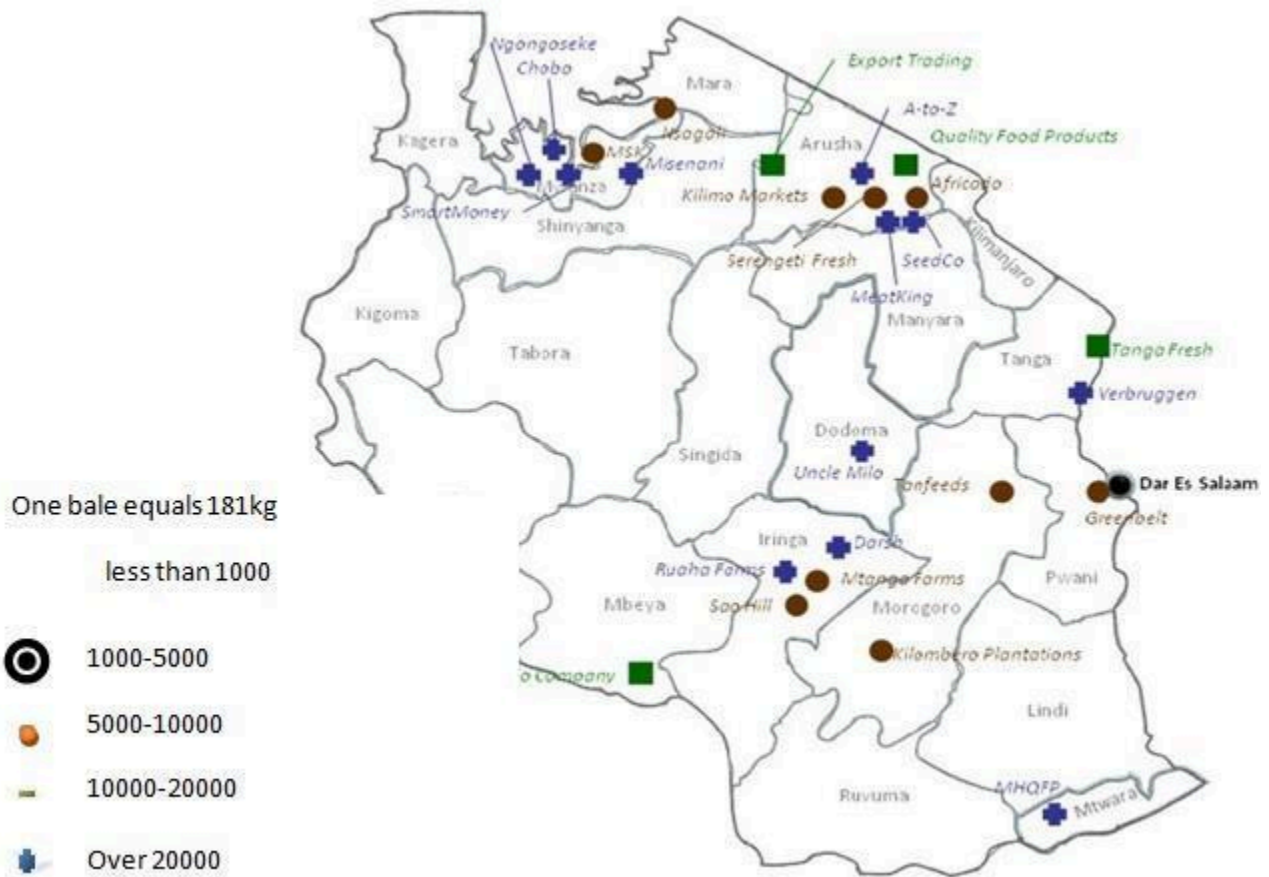 Ngongoseke
Chobo
Export Trading
Mara
A-to-Z
Nsagali
Arusha
Quality Food Products
Kagera
MSK
Misenani
Mwanza
Kilimo Markets
Africado
SmartMoney
Shinyanga
Kilimanjaro
Serengeti Fresh
SeedCo
MeatKing
Kigoma
Manyara
Tabora
Tanga
Tanga Fresh
Verbruggen
Dodoma
Singida
Uncle Milo
Tanfeeds
Dar Es Salaam
One bale equals 181kg
Greenbelt
Iringa
Darsh
less than 1000
Ruaha Farms
Mtanga Farms
Pwani
Mbeya
Sao Hill
Morogoro
1000-5000
Kilombero Plantations
o Company
Lindi
5000-10000
10000-20000
MHQFP
Ruvuma
Mtwara
Over 20000